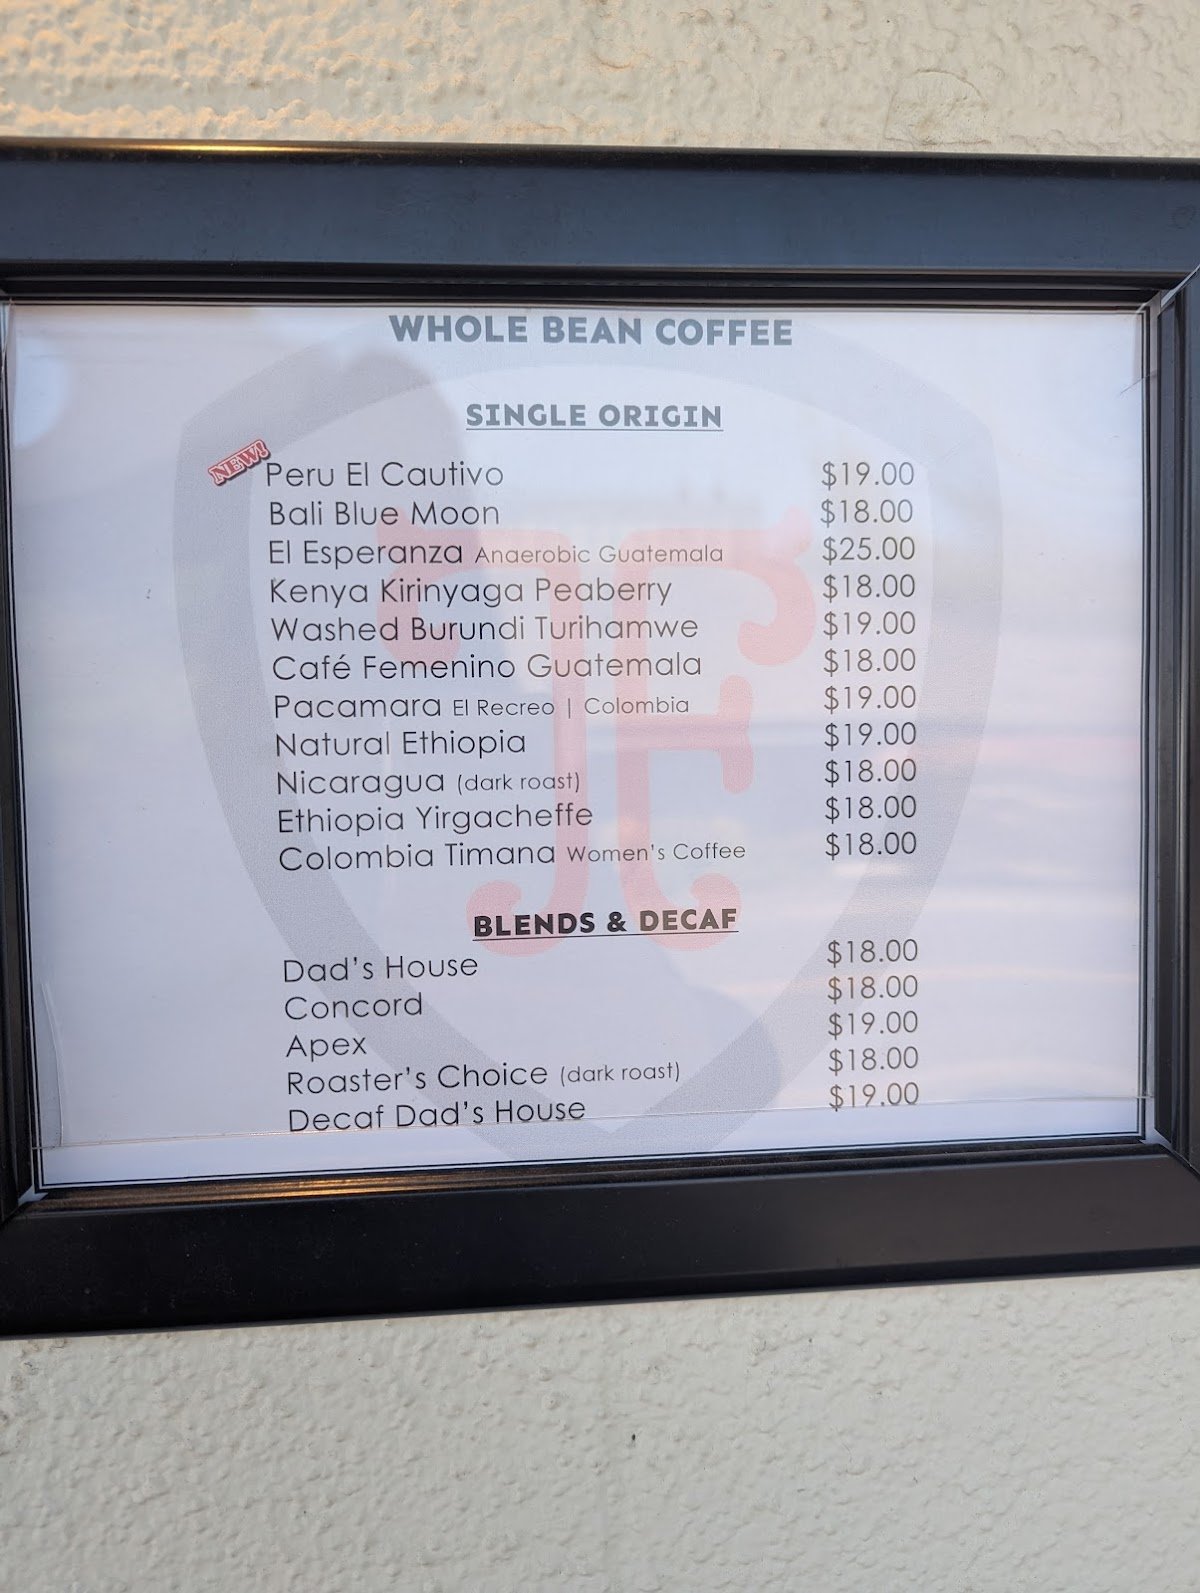 WHOLE BEAN COFFEE
SINGLE ORIGIN
NEW! Peru El Cautivo $19.00
Bali Blue Moon $18.00
El Esperanza Anaerobic Guatemala $25.00
Kenya Kirinyaga Peaberry $18.00
Washed Burundi Turihamwe $19.00
Café Femenino Guatemala $18.00
Pacamara El Recreo | Colombia $19.00
Natural Ethiopia $19.00
Nicaragua (dark roast) $18.00
Ethiopia Yirgacheffe $18.00
Colombia Timana Women's Coffee $18.00
BLENDS & DECAF
Dad's House $18.00
Concord $18.00
Apex $19.00
Roaster's Choice (dark roast) $18.00
Decaf Dad's House $19.00